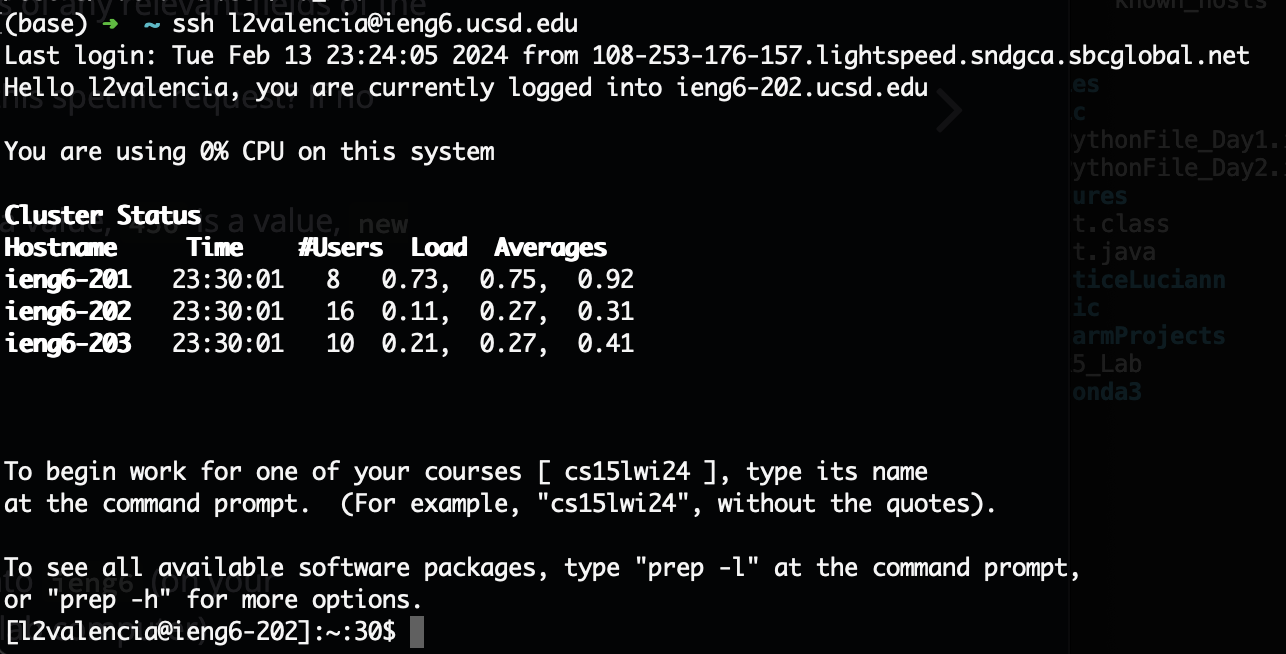 (base) ➜  ~ ssh l2valencia@ieng6.ucsd.edu
Last login: Tue Feb 13 23:24:05 2024 from 108-253-176-157.lightspeed.sndgca.sbcglobal.net
Hello l2valencia, you are currently logged into ieng6-202.ucsd.edu
You are using 0% CPU on this system
Cluster Status
Hostname     Time    #Users  Load  Averages
ieng6-201   23:30:01   8   0.73,  0.75,  0.92
ieng6-202   23:30:01   16  0.11,  0.27,  0.31
ieng6-203   23:30:01   10  0.21,  0.27,  0.41
To begin work for one of your courses [ cs15lwi24 ], type its name
at the command prompt.  (For example, "cs15lwi24", without the quotes).
To see all available software packages, type "prep -l" at the command prompt,
or "prep -h" for more options.
[l2valencia@ieng6-202]:~:30$
known_hosts
es
c
ythonFile_Day1.
ythonFile_Day2.
ures
t.class
t.java
ticeLuciann
ic
armProjects
5_Lab
onda3